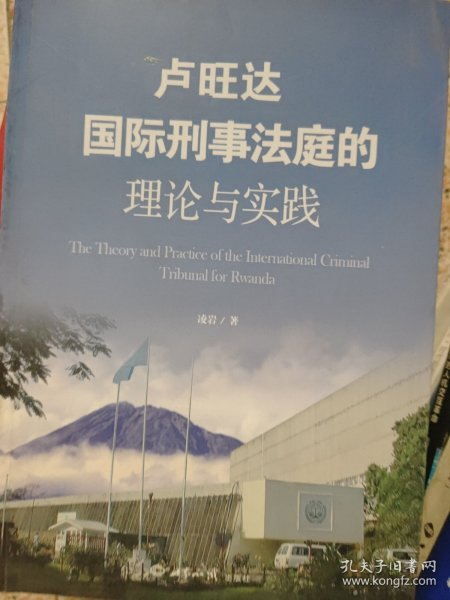 卢旺达
国际刑事法庭的
理论与实践
The Theory and Practice of the International Criminal
Tribunal for Rwanda
凌岩 / 著
孔夫子旧书网
www.kongfz.com